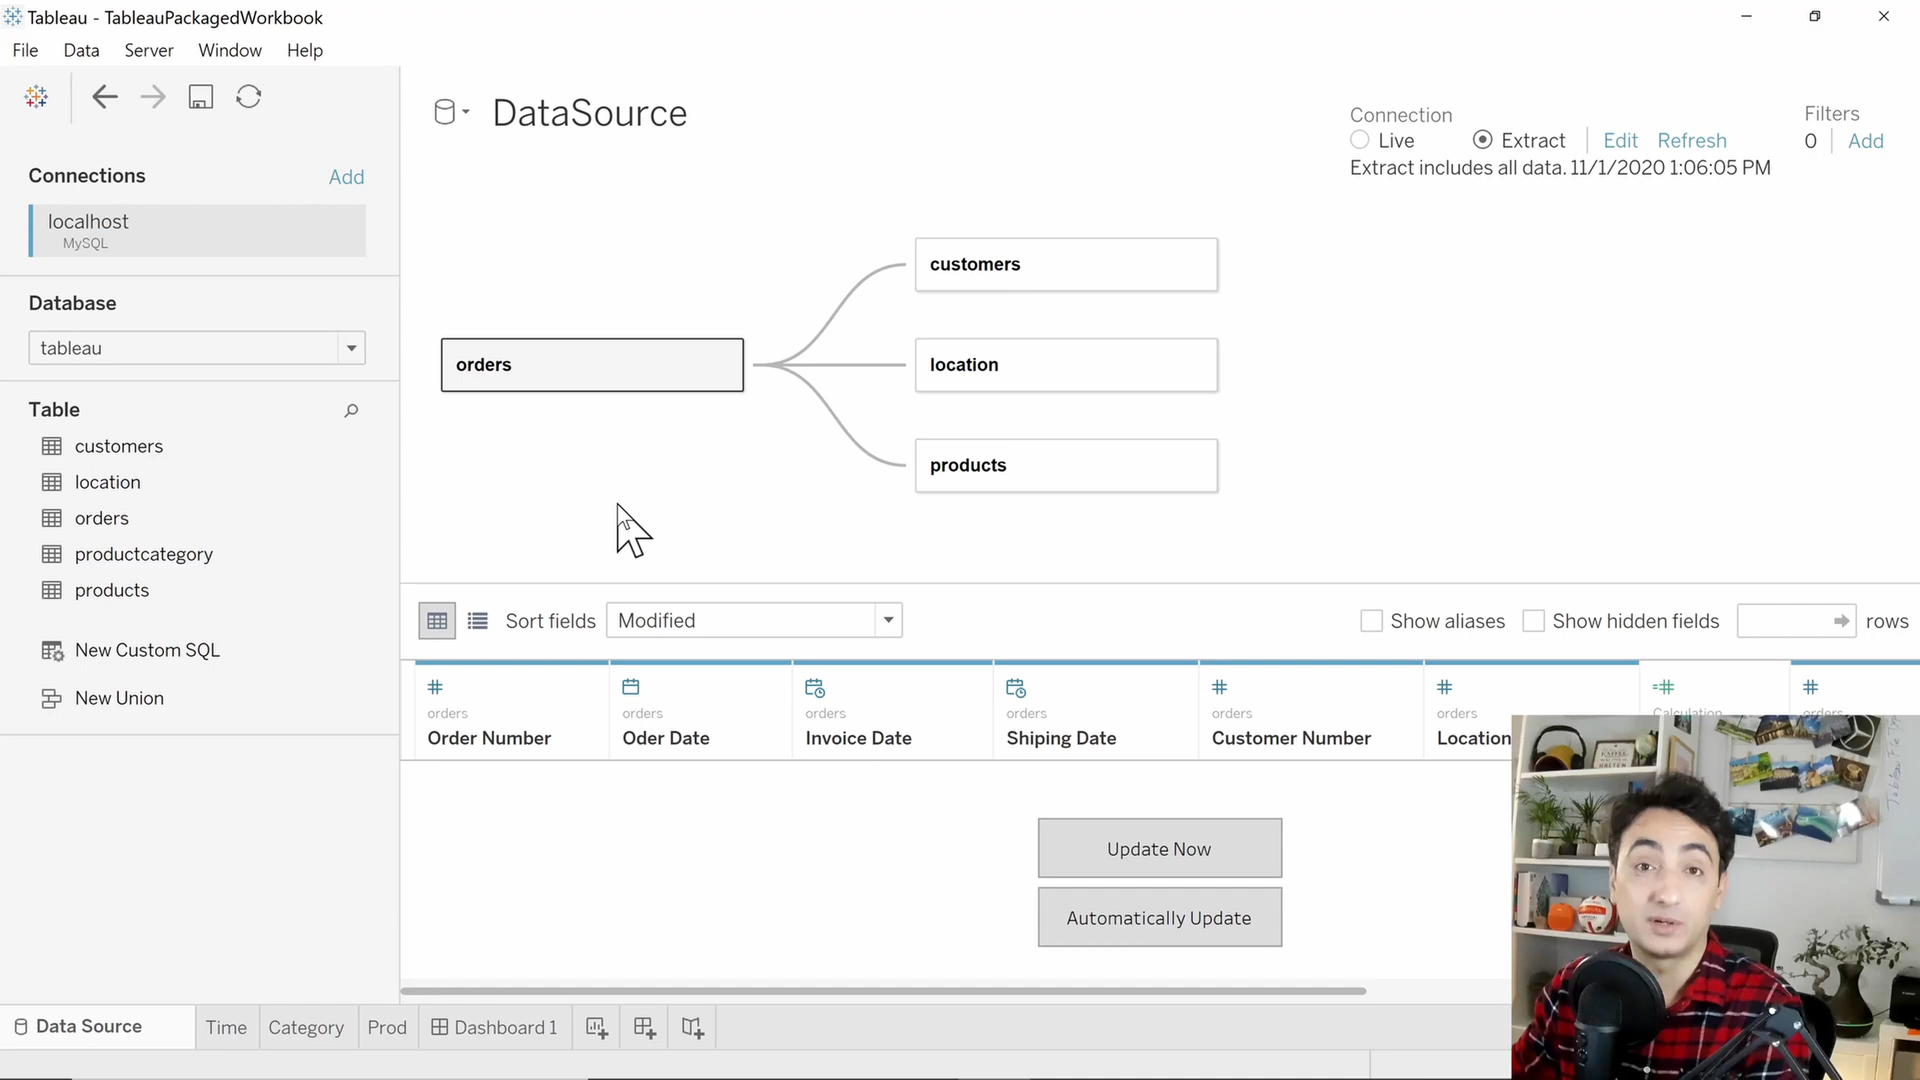 Tableau - TableauPackagedWorkbook
File Data Server Window Help
Connections Add
localhost
MySQL
Database
tableau
Table
customers
location
orders
productcategory
products
New Custom SQL
New Union
DataSource
Connection
Live Extract Edit Refresh
Extract includes all data. 11/1/2020 1:06:05 PM
Filters
0 Add
orders
customers
location
products
Sort fields Modified
Show aliases Show hidden fields rows
orders
Order Number
orders
Oder Date
orders
Invoice Date
orders
Shiping Date
orders
Customer Number
orders
Location
Calculation
orders
Update Now
Automatically Update
Data Source Time Category Prod Dashboard 1